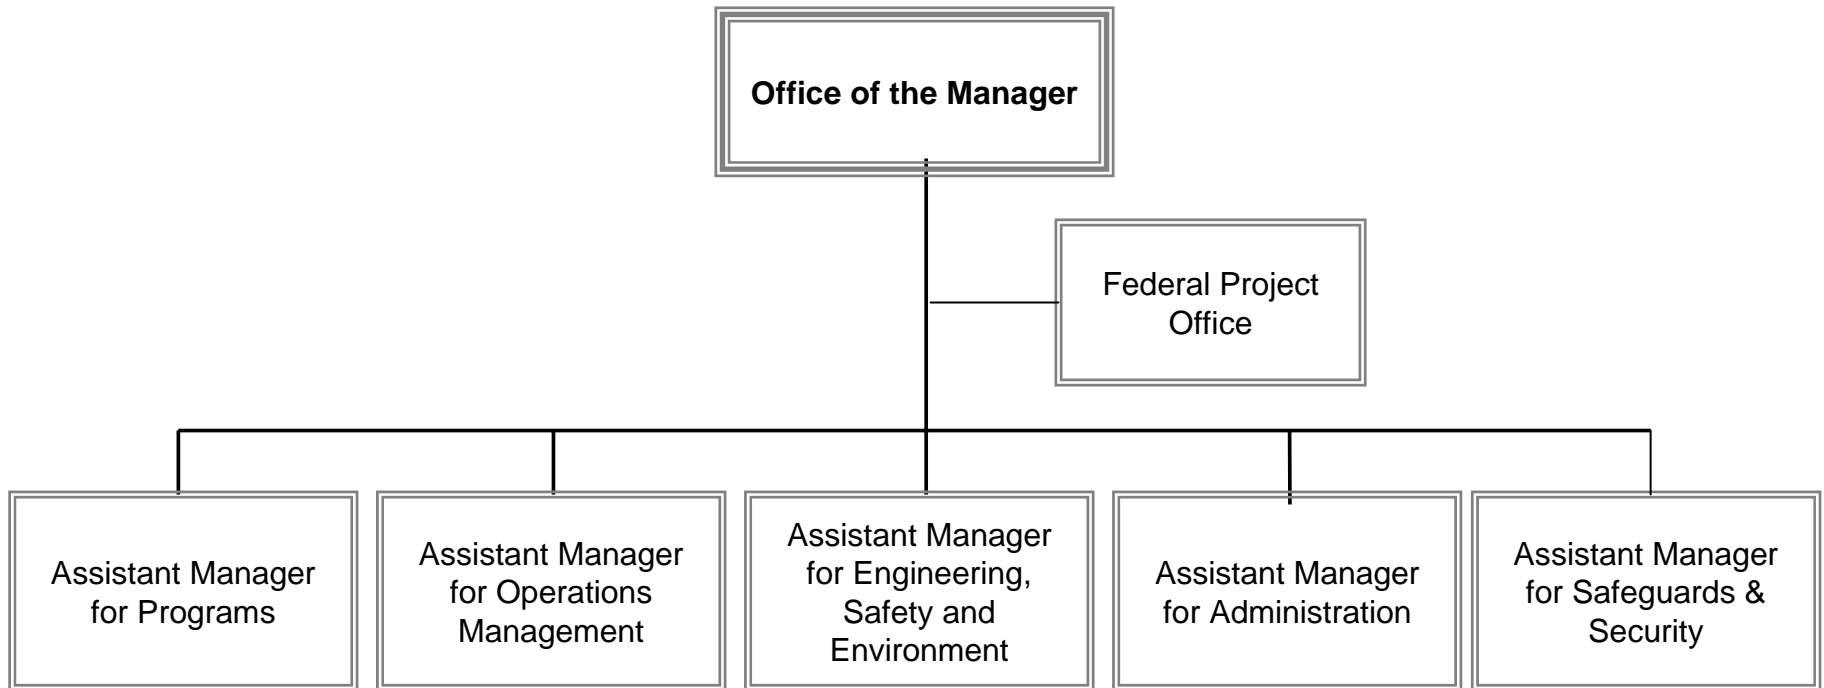 Office of the Manager
Federal Project
Office
Assistant Manager
for Programs
Assistant Manager
for Operations
Management
Assistant Manager
for Engineering,
Safety and
Environment
Assistant Manager
for Administration
Assistant Manager
for Safeguards &
Security